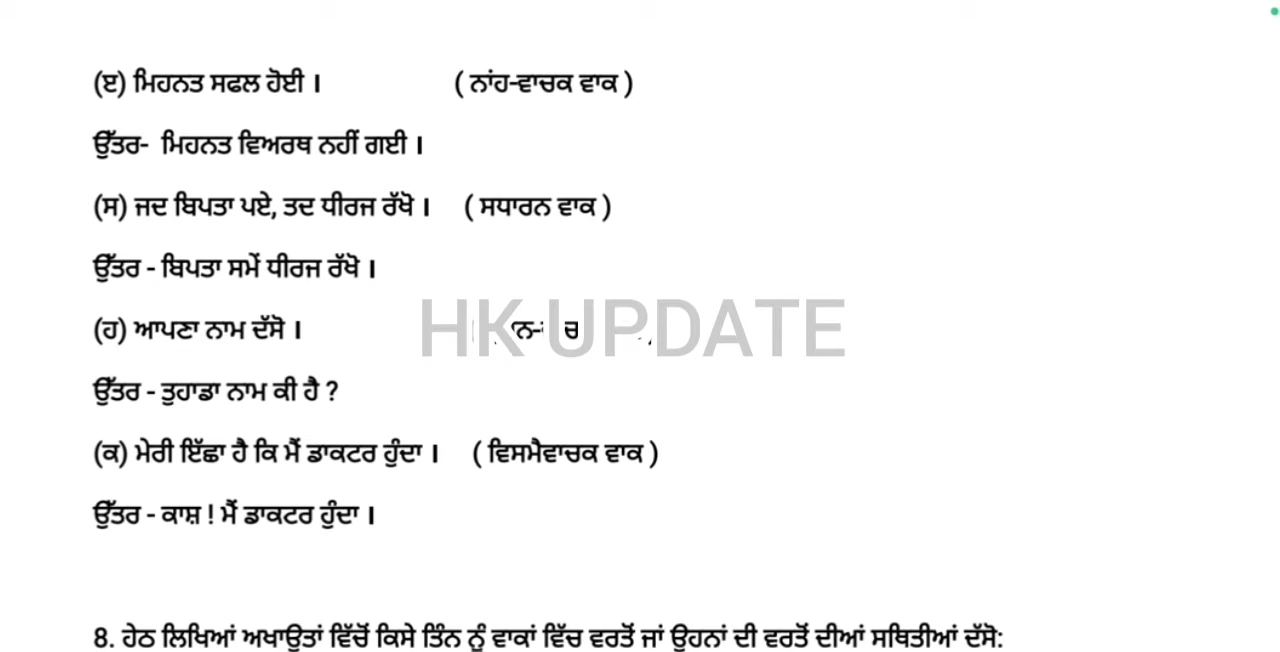 (ੲ) ਮਿਹਨਤ ਸਫਲ ਹੋਈ । ( ਨਾਂਹ-ਵਾਚਕ ਵਾਕ )
ਉੱਤਰ- ਮਿਹਨਤ ਵਿਅਰਥ ਨਹੀਂ ਗਈ ।
(ਸ) ਜਦ ਬਿਪਤਾ ਪਏ, ਤਦ ਧੀਰਜ ਰੱਖੋ । ( ਸਧਾਰਨ ਵਾਕ )
ਉੱਤਰ - ਬਿਪਤਾ ਸਮੇਂ ਧੀਰਜ ਰੱਖੋ ।
(ਹ) ਆਪਣਾ ਨਾਮ ਦੱਸੋ ।
HK UPDATE
ਉੱਤਰ - ਤੁਹਾਡਾ ਨਾਮ ਕੀ ਹੈ ?
(ਕ) ਮੇਰੀ ਇੱਛਾ ਹੈ ਕਿ ਮੈਂ ਡਾਕਟਰ ਹੁੰਦਾ । ( ਵਿਸਮੈਵਾਚਕ ਵਾਕ )
ਉੱਤਰ - ਕਾਸ਼ ! ਮੈਂ ਡਾਕਟਰ ਹੁੰਦਾ ।
8. ਹੇਠ ਲਿਖਿਆਂ ਅਖਾਉਤਾਂ ਵਿੱਚੋਂ ਕਿਸੇ ਤਿੰਨ ਨੂੰ ਵਾਕਾਂ ਵਿੱਚ ਵਰਤੋਂ ਜਾਂ ਉਹਨਾਂ ਦੀ ਵਰਤੋਂ ਦੀਆਂ ਸਥਿਤੀਆਂ ਦੱਸੋ: